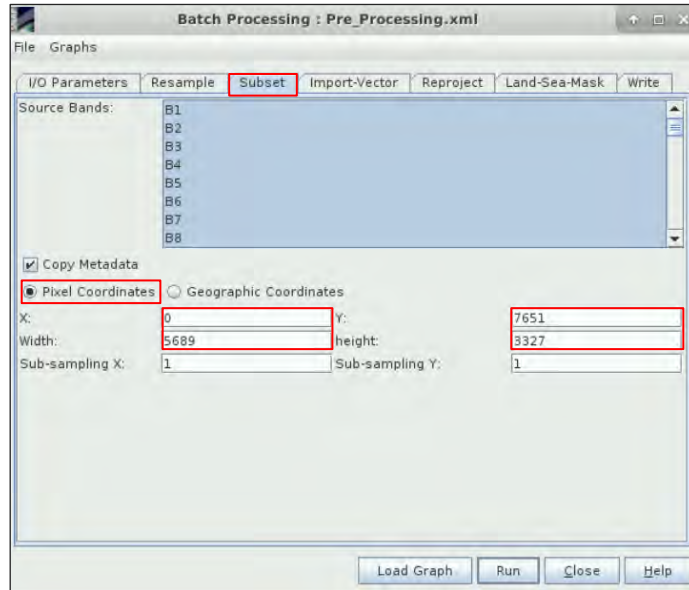 Batch Processing : Pre_Processing.xml
File Graphs
I/O Parameters Resample Subset Import-Vector Reproject Land-Sea-Mask Write
Source Bands:
B1
B2
B3
B4
B5
B6
B7
B8
Copy Metadata
Pixel Coordinates Geographic Coordinates
X: 0 Y: 7651
Width: 5689 height: 3327
Sub-sampling X: 1 Sub-sampling Y: 1
Load Graph Run Close Help